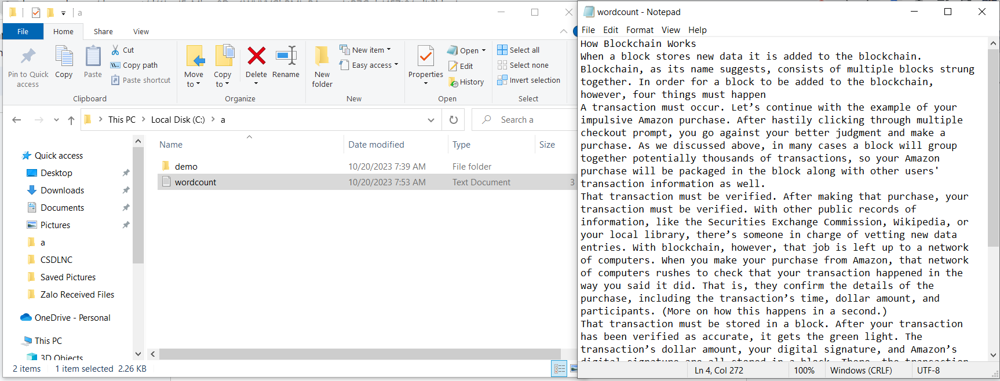 a
File
Home
Share
View
Pin to Quick access
Copy
Paste
Cut
Copy path
Paste shortcut
Clipboard
Move to
Copy to
Delete
Rename
Organize
New folder
New item
Easy access
New
Properties
Open
Edit
History
Open
Select all
Select none
Invert selection
Select
This PC
Local Disk (C:)
a
Search a
Quick access
Desktop
Downloads
Documents
Pictures
a
CSDLNC
Saved Pictures
Zalo Received Files
OneDrive - Personal
This PC
3D Objects
Name Date modified Type Size
demo 10/20/2023 7:39 AM File folder
wordcount 10/20/2023 7:53 AM Text Document 3
2 items 1 item selected 2.26 KB
wordcount - Notepad
File Edit Format View Help
How Blockchain Works
When a block stores new data it is added to the blockchain.
Blockchain, as its name suggests, consists of multiple blocks strung
together. In order for a block to be added to the blockchain,
however, four things must happen
A transaction must occur. Let’s continue with the example of your
impulsive Amazon purchase. After hastily clicking through multiple
checkout prompt, you go against your better judgment and make a
purchase. As we discussed above, in many cases a block will group
together potentially thousands of transactions, so your Amazon
purchase will be packaged in the block along with other users'
transaction information as well.
That transaction must be verified. After making that purchase, your
transaction must be verified. With other public records of
information, like the Securities Exchange Commission, Wikipedia, or
your local library, there’s someone in charge of vetting new data
entries. With blockchain, however, that job is left up to a network
of computers. When you make your purchase from Amazon, that network
of computers rushes to check that your transaction happened in the
way you said it did. That is, they confirm the details of the
purchase, including the transaction’s time, dollar amount, and
participants. (More on how this happens in a second.)
That transaction must be stored in a block. After your transaction
has been verified as accurate, it gets the green light. The
transaction’s dollar amount, your digital signature, and Amazon’s
digital signature are all stored in a block. There, the transaction
Ln 4, Col 272 100% Windows (CRLF) UTF-8